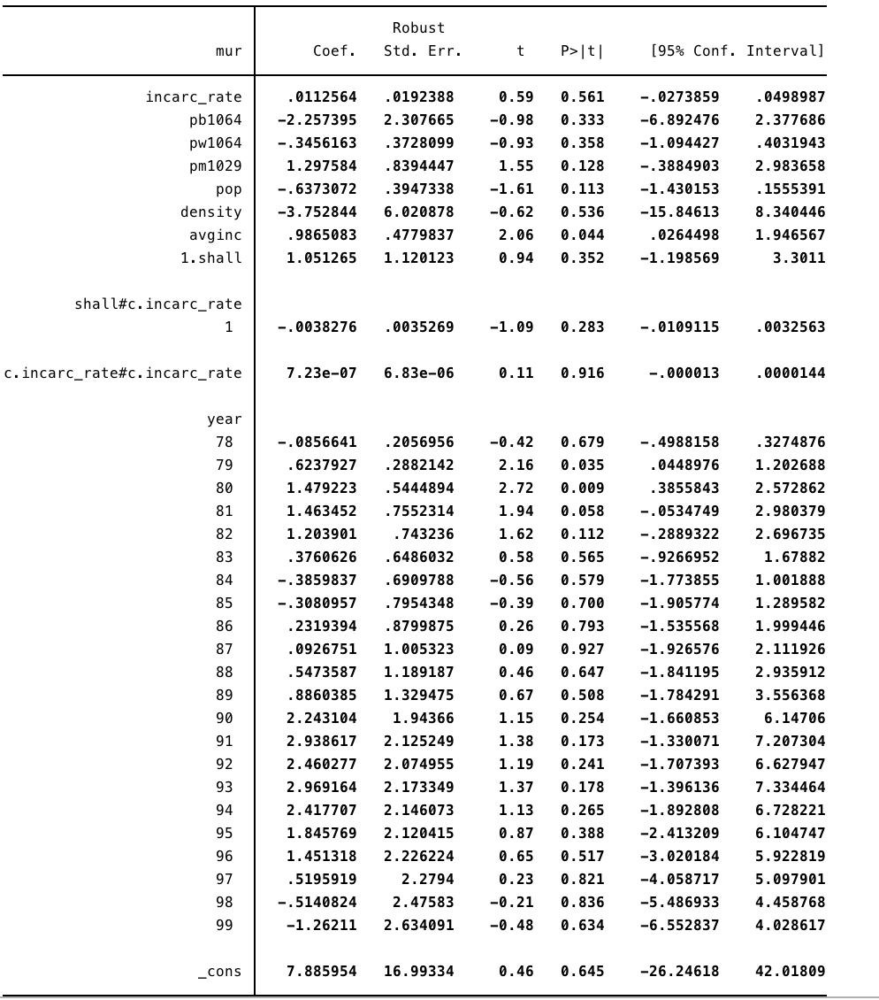 Robust
mur Coef. Std. Err. t P>|t| [95% Conf. Interval]
incarc_rate .0112564 .0192388 0.59 0.561 -.0273859 .0498987
pb1064 -2.257395 2.307665 -0.98 0.333 -6.892476 2.377686
pw1064 -.3456163 .3728099 -0.93 0.358 -1.094427 .4031943
pm1029 1.297584 .8394447 1.55 0.128 -.3884903 2.983658
pop -.6373072 .3947338 -1.61 0.113 -1.430153 .1555391
density -3.752844 6.020878 -0.62 0.536 -15.84613 8.340446
avginc .9865083 .4779837 2.06 0.044 .0264498 1.946567
1.shall 1.051265 1.120123 0.94 0.352 -1.198569 3.3011
shall#c.incarc_rate
1 -.0038276 .0035269 -1.09 0.283 -.0109115 .0032563
c.incarc_rate#c.incarc_rate 7.23e-07 6.83e-06 0.11 0.916 -.000013 .0000144
year
78 -.0856641 .2056956 -0.42 0.679 -.4988158 .3274876
79 .6237927 .2882142 2.16 0.035 .0448976 1.202688
80 1.479223 .5444894 2.72 0.009 .3855843 2.572862
81 1.463452 .7552314 1.94 0.058 -.0534749 2.980379
82 1.203901 .743236 1.62 0.112 -.2889322 2.696735
83 .3760626 .6486032 0.58 0.565 -.9266952 1.67882
84 -.3859837 .6909788 -0.56 0.579 -1.773855 1.001888
85 -.3080957 .7954348 -0.39 0.700 -1.905774 1.289582
86 .2319394 .8799875 0.26 0.793 -1.535568 1.999446
87 .0926751 1.005323 0.09 0.927 -1.926576 2.111926
88 .5473587 1.189187 0.46 0.647 -1.841195 2.935912
89 .8860385 1.329475 0.67 0.508 -1.784291 3.556368
90 2.243104 1.94366 1.15 0.254 -1.660853 6.14706
91 2.938617 2.125249 1.38 0.173 -1.330071 7.207304
92 2.460277 2.074955 1.19 0.241 -1.707393 6.627947
93 2.969164 2.173349 1.37 0.178 -1.396136 7.334464
94 2.417707 2.146073 1.13 0.265 -1.892808 6.728221
95 1.845769 2.120415 0.87 0.388 -2.413209 6.104747
96 1.451318 2.226224 0.65 0.517 -3.020184 5.922819
97 .5195919 2.2794 0.23 0.821 -4.058717 5.097901
98 -.5140824 2.47583 -0.21 0.836 -5.486933 4.458768
99 -1.26211 2.634091 -0.48 0.634 -6.552837 4.028617
_cons 7.885954 16.99334 0.46 0.645 -26.24618 42.01809